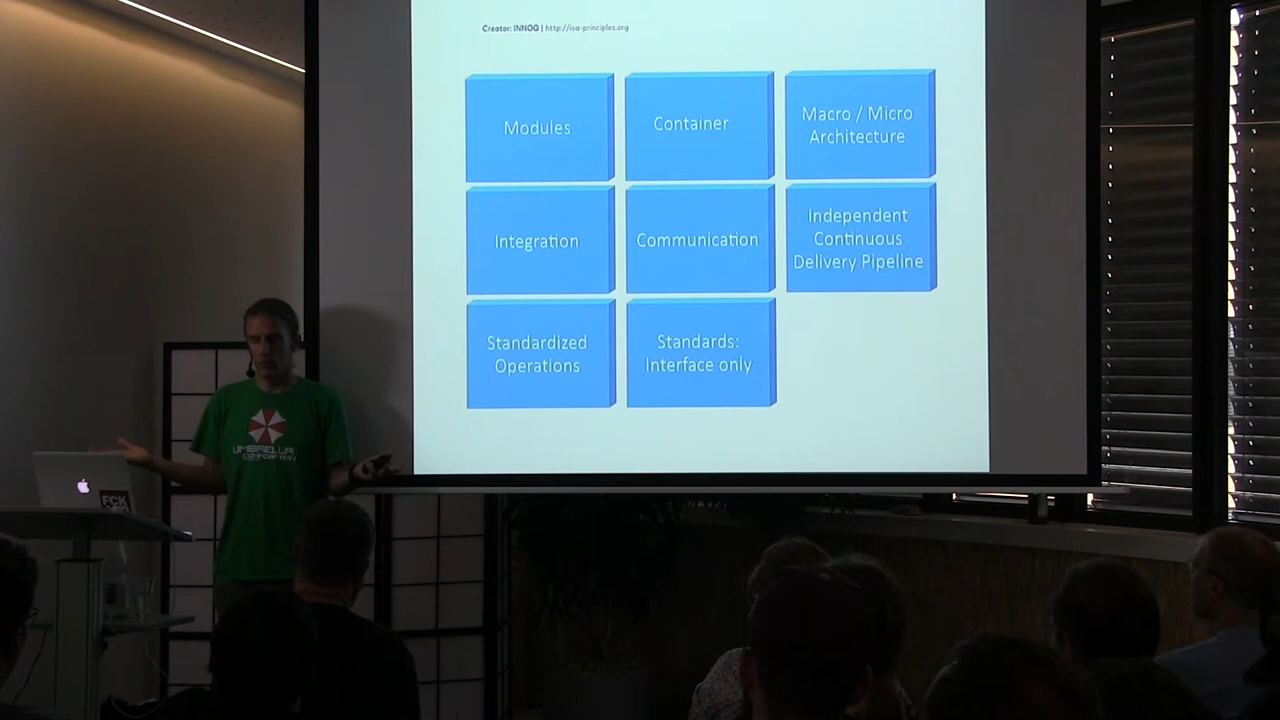 Creator: INNOQ | http://isa-principles.org
Modules
Container
Macro / Micro
Architecture
Integration
Communication
Independent
Continuous
Delivery Pipeline
Standardized
Operations
Standards:
Interface only
UMBRELLA
CORPORATION
FCK